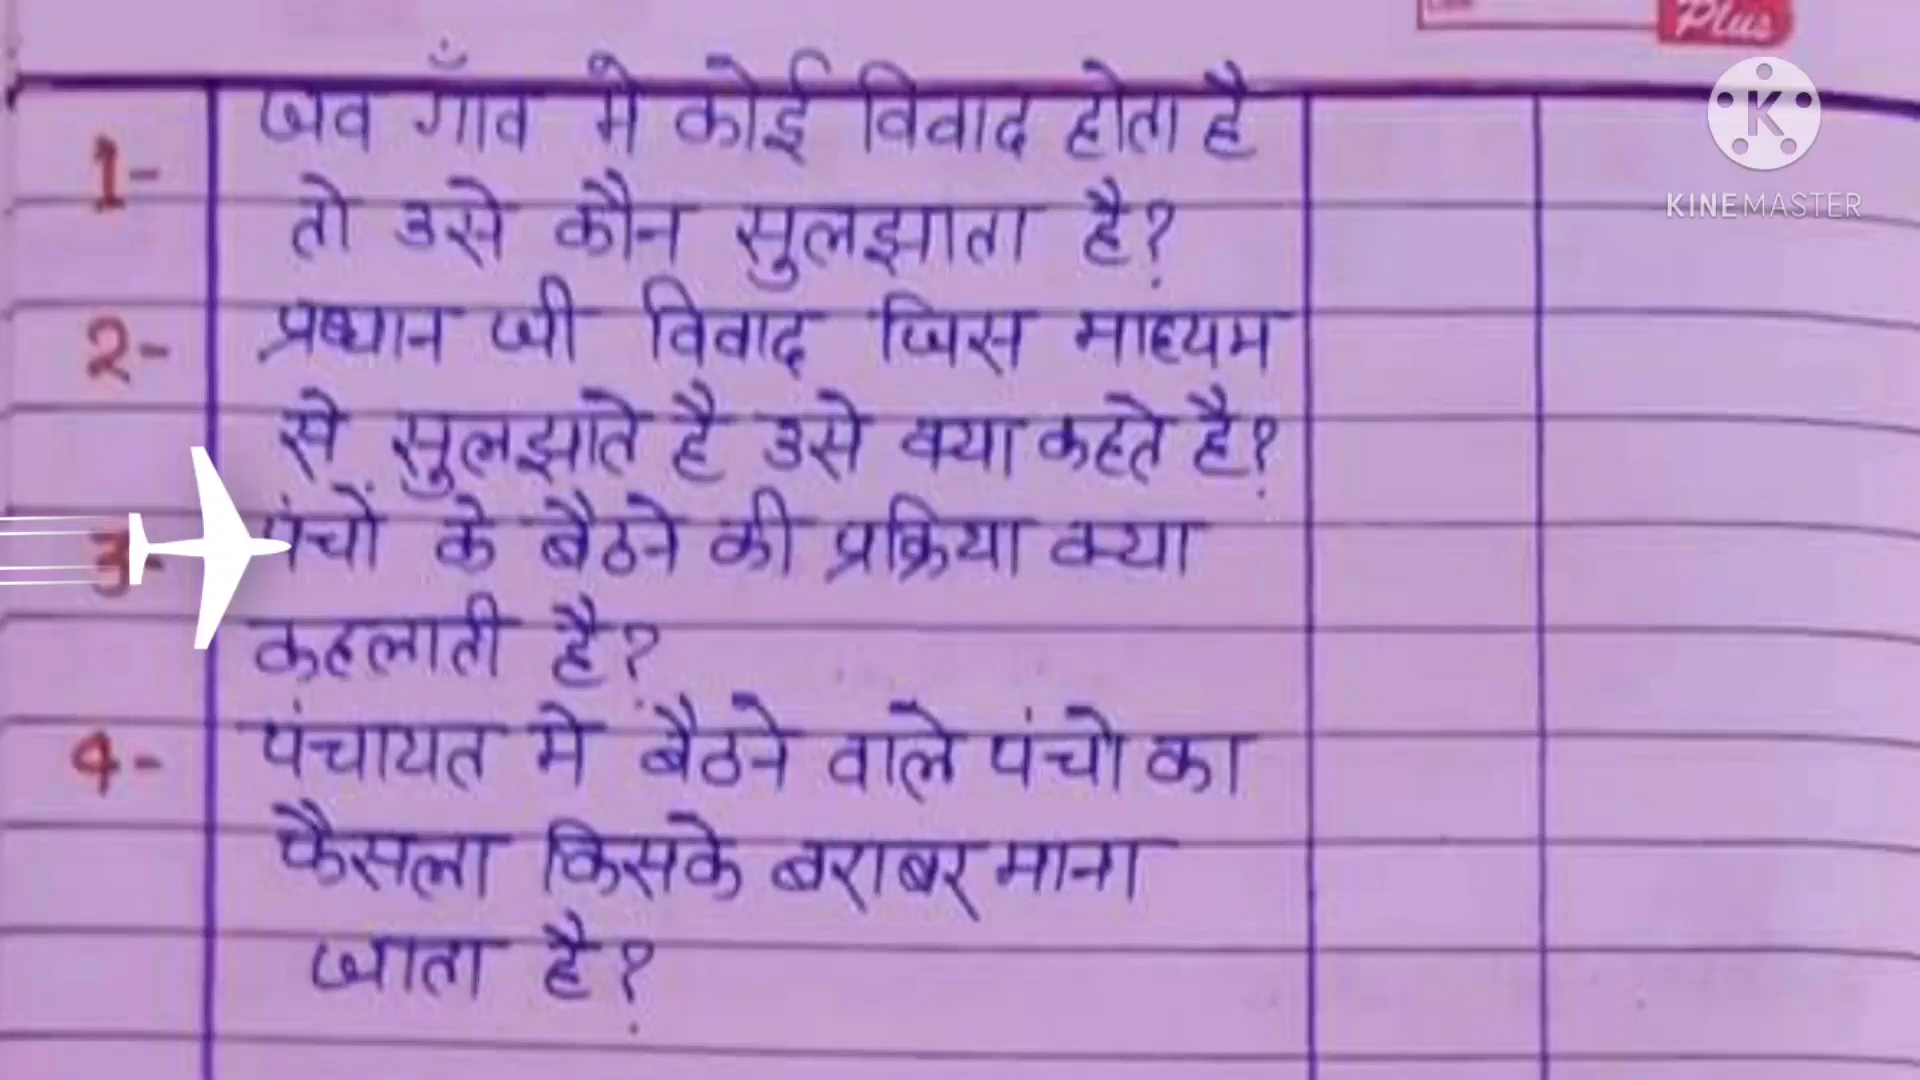 Plus
KINEMASTER
1- जब गाँव में कोई विवाद होता है
तो उसे कौन सुलझाता है?
2- प्रधान जी विवाद जिस माध्यम
से सुलझाते है उसे क्या कहते है?
3- पंचों के बैठने की प्रक्रिया क्या
कहलाती है?
4- पंचायत मे बैठने वाले पंचो का
फैसला किसके बराबर माना
जाता है?